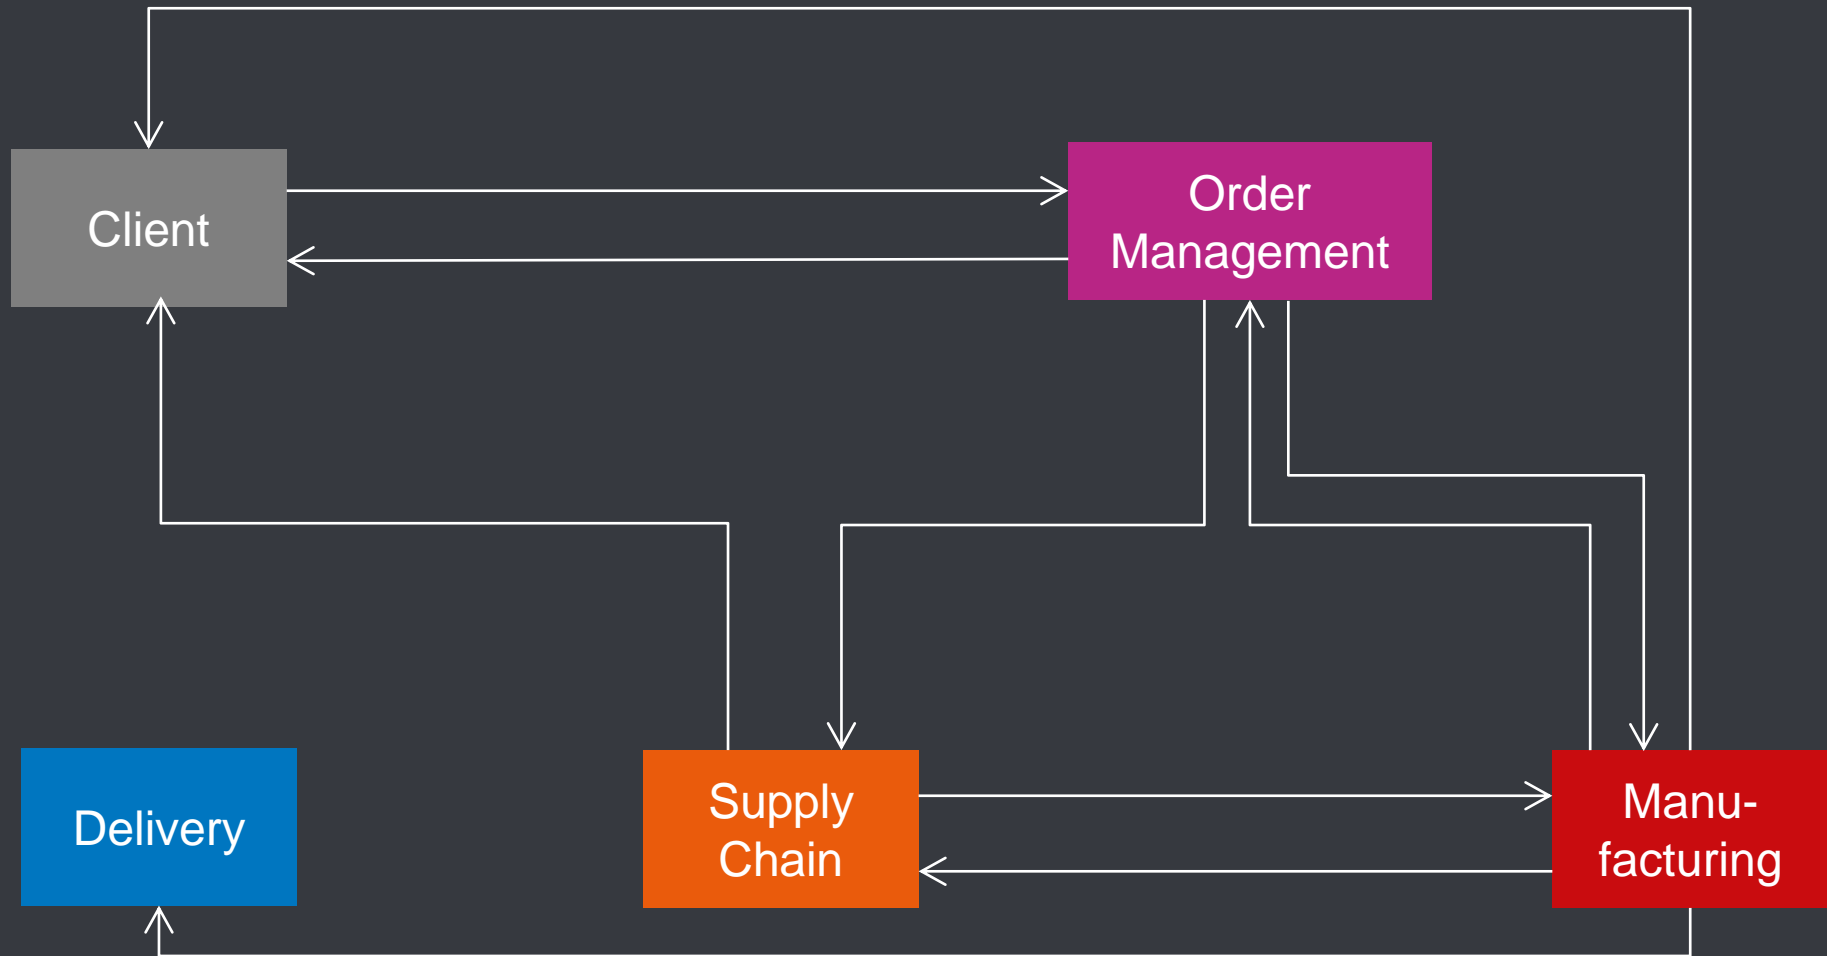 Client
Order
Management
Delivery
Supply
Chain
Manu-
facturing